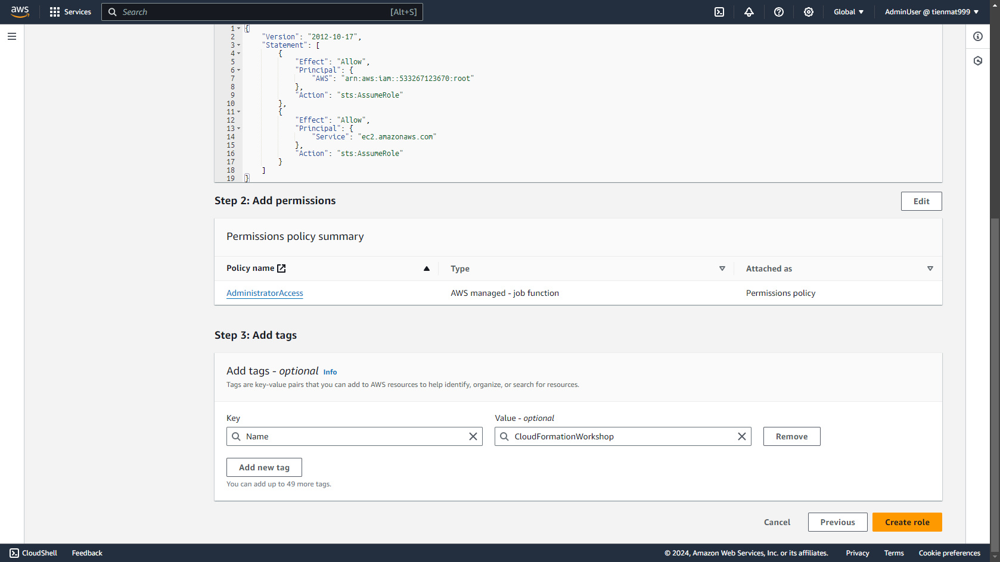 aws
Services
Search
[Alt+S]
Global
AdminUser @ tienmat999
1 {
2 "Version": "2012-10-17",
3 "Statement": [
4 {
5 "Effect": "Allow",
6 "Principal": {
7 "AWS": "arn:aws:iam::533267123670:root"
8 },
9 "Action": "sts:AssumeRole"
10 },
11 {
12 "Effect": "Allow",
13 "Principal": {
14 "Service": "ec2.amazonaws.com"
15 },
16 "Action": "sts:AssumeRole"
17 }
18 ]
19 }
Step 2: Add permissions
Edit
Permissions policy summary
Policy name
Type
Attached as
AdministratorAccess
AWS managed - job function
Permissions policy
Step 3: Add tags
Add tags - optional Info
Tags are key-value pairs that you can add to AWS resources to help identify, organize, or search for resources.
Key
Value - optional
Name
CloudFormationWorkshop
Remove
Add new tag
You can add up to 49 more tags.
Cancel
Previous
Create role
CloudShell
Feedback
© 2024, Amazon Web Services, Inc. or its affiliates.
Privacy
Terms
Cookie preferences